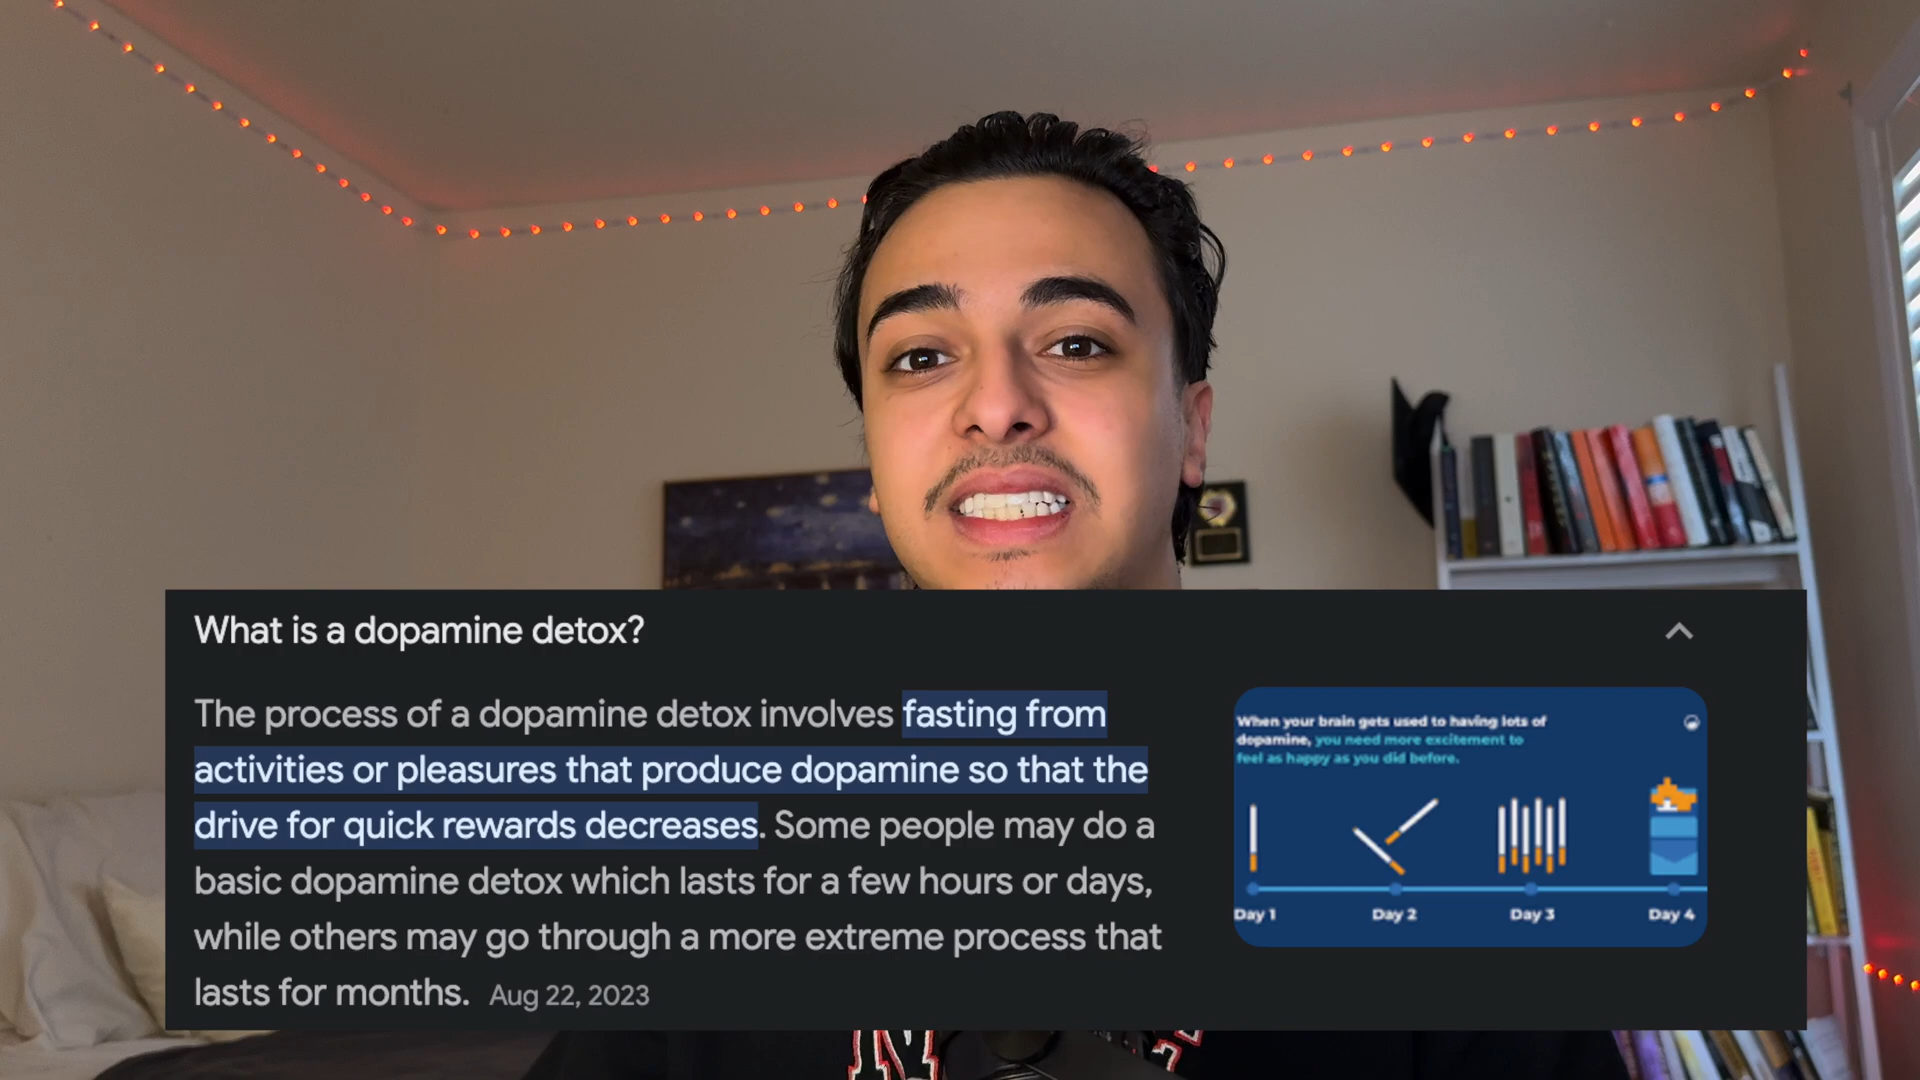 What is a dopamine detox?
The process of a dopamine detox involves fasting from
activities or pleasures that produce dopamine so that the
drive for quick rewards decreases. Some people may do a
basic dopamine detox which lasts for a few hours or days,
while others may go through a more extreme process that
lasts for months. Aug 22, 2023
When your brain gets used to having lots of
dopamine, you need more excitement to
feel as happy as you did before.
Day 1 Day 2 Day 3 Day 4